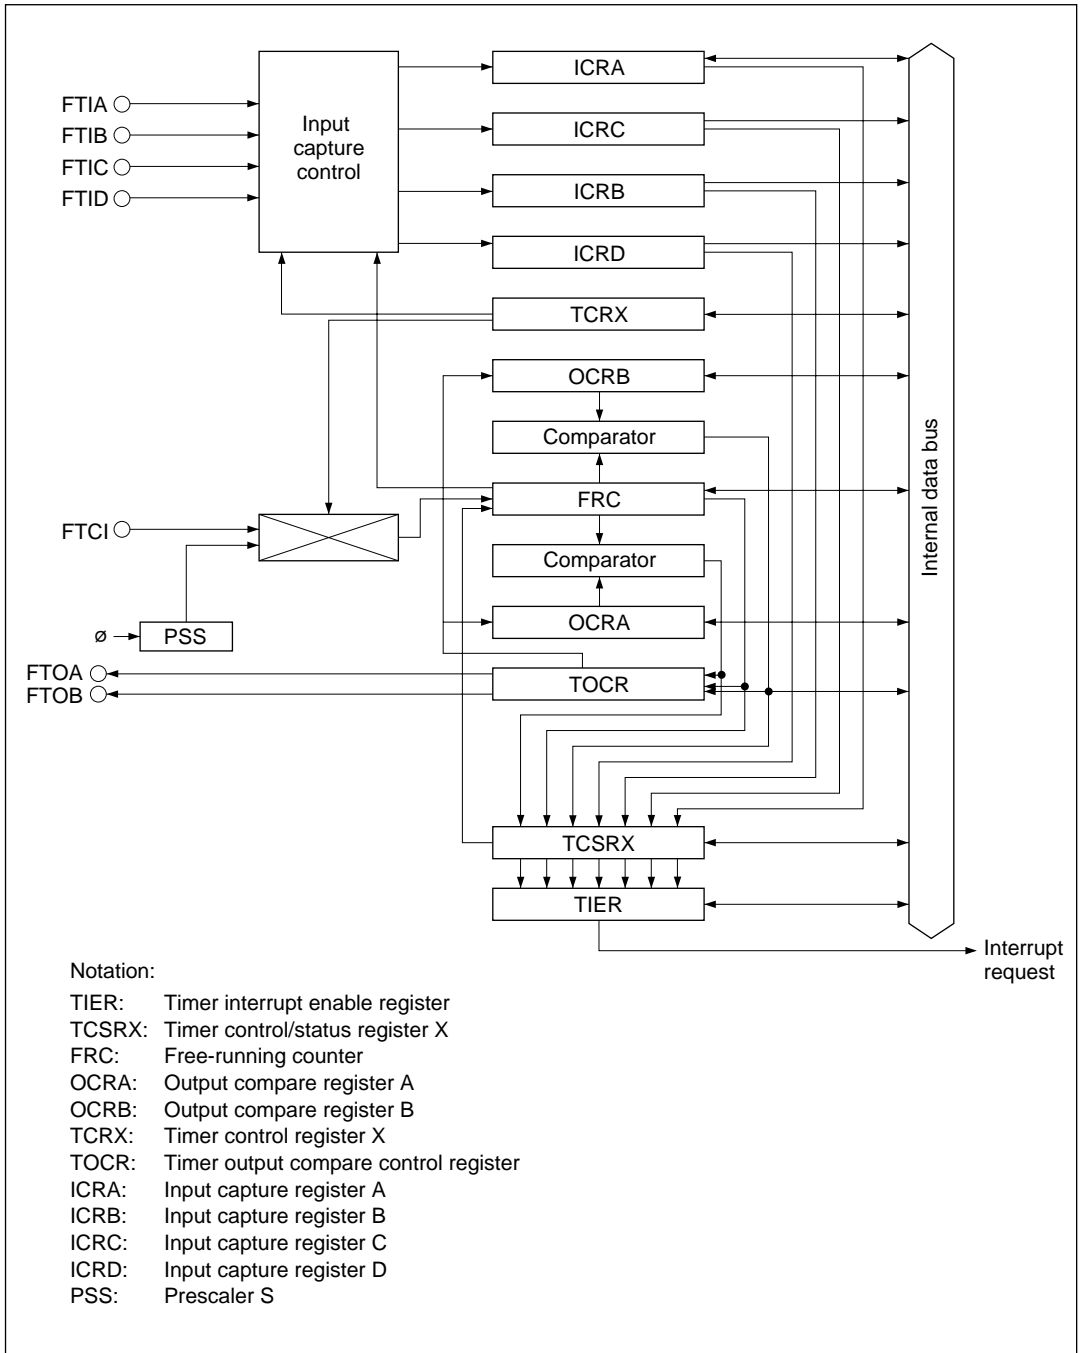 FTIA
FTIB
FTIC
FTID
Input
capture
control
ICRA
ICRC
ICRB
ICRD
TCRX
OCRB
Comparator
FRC
Comparator
OCRA
TOCR
FTCI
ø
PSS
FTOA
FTOB
TCSRX
TIER
Internal data bus
Interrupt
request
Notation:
TIER: Timer interrupt enable register
TCSRX: Timer control/status register X
FRC: Free-running counter
OCRA: Output compare register A
OCRB: Output compare register B
TCRX: Timer control register X
TOCR: Timer output compare control register
ICRA: Input capture register A
ICRB: Input capture register B
ICRC: Input capture register C
ICRD: Input capture register D
PSS: Prescaler S